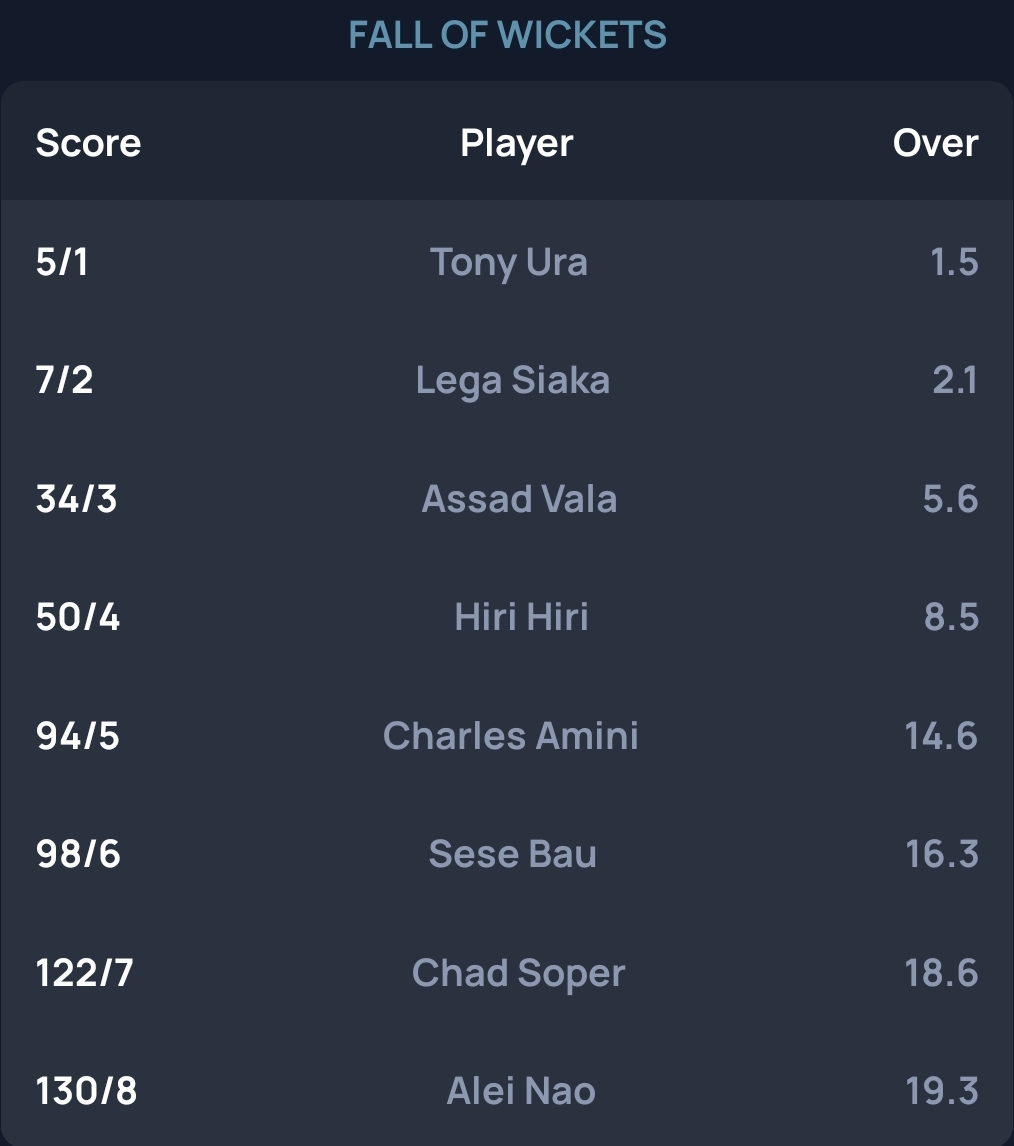 FALL OF WICKETS
Score Player Over
5/1 Tony Ura 1.5
7/2 Lega Siaka 2.1
34/3 Assad Vala 5.6
50/4 Hiri Hiri 8.5
94/5 Charles Amini 14.6
98/6 Sese Bau 16.3
122/7 Chad Soper 18.6
130/8 Alei Nao 19.3